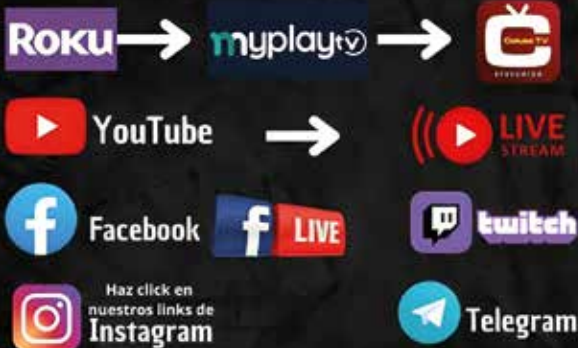 ROKU myplaytv
YouTube LIVE
STREAM
Facebook f LIVE twitch
Haz click en
nuestros links de
Instagram Telegram